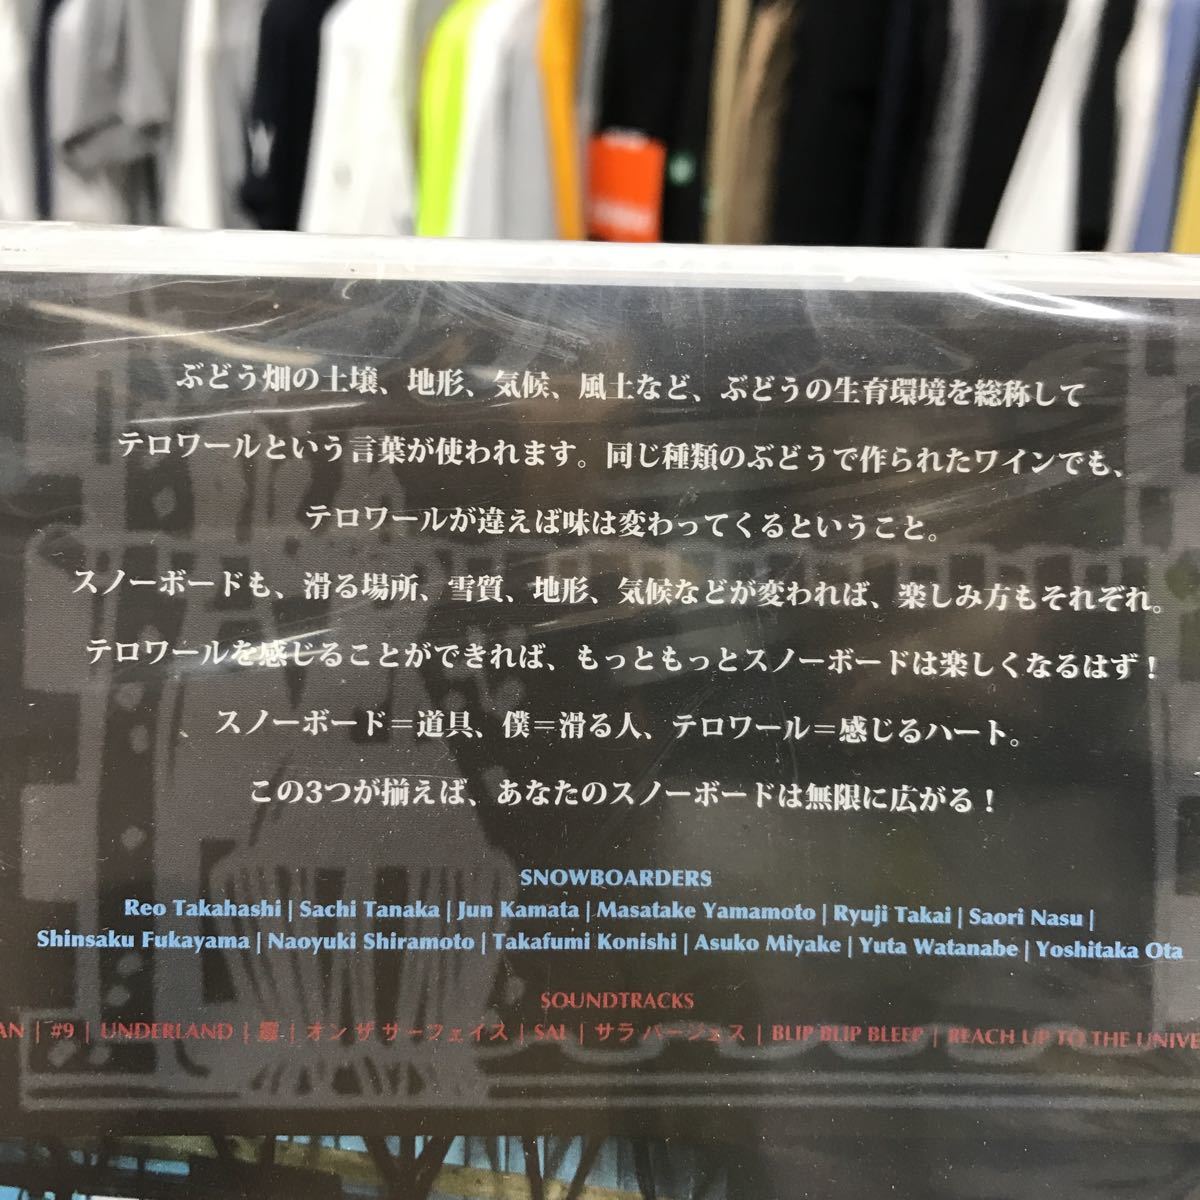 ぶどう畑の土壌、地形、気候、風土など、ぶどうの生育環境を総称して
テロワールという言葉が使われます。同じ種類のぶどうで作られたワインでも、
テロワールが違えば味は変わってくるということ。
スノーボードも、滑る場所、雪質、地形、気候などが変われば、楽しみ方もそれぞれ。
テロワールを感じることができれば、もっともっとスノーボードは楽しくなるはず！
スノーボード＝道具、僕＝滑る人、テロワール＝感じるハート。
この3つが揃えば、あなたのスノーボードは無限に広がる！
SNOWBOARDERS
Reo Takahashi | Sachi Tanaka | Jun Kamata | Masatake Yamamoto | Ryuji Takai | Saori Nasu |
Shinsaku Fukayama | Naoyuki Shiramoto | Takafumi Konishi | Asuko Miyake | Yuta Watanabe | Yoshitaka Ota
SOUNDTRACKS
AN | #9 | UNDERLAND | | オン ザ サーフェイス | SAL | サラ バージェス | BLIP BLIP BLEEP | REACH UP TO THE UNIVE